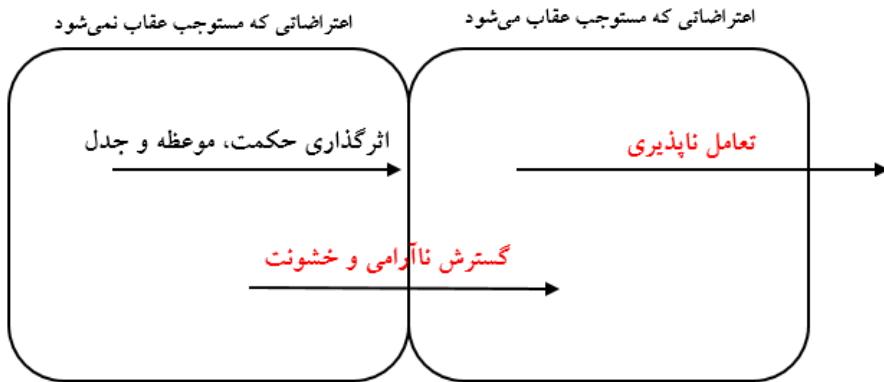 اعتراضاتی که مستوجب عقاب می‌شود
اعتراضاتی که مستوجب عقاب نمی‌شود
تعامل ناپذیری
اثرگذاری حکمت، موعظه و جدل
گسترش ناآرامی و خشونت